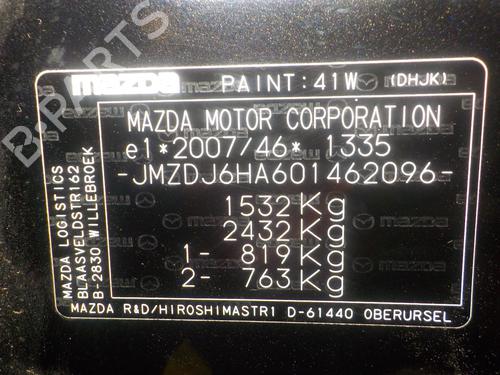 mazda PAINT:41W (DHJK)
MAZDA MOTOR CORPORATION
e1*2007/46* 1335
-JMZDJ6HA601462096-
1532Kg
2432Kg
1- 819Kg
2- 763Kg
MAZDA LOGISTICS
BLAASVELDSTR162
B-2830 WILLEBROEK
MAZDA R&D/HIROSHIMASTR1 D-61440 OBERURSEL
B-PARTS